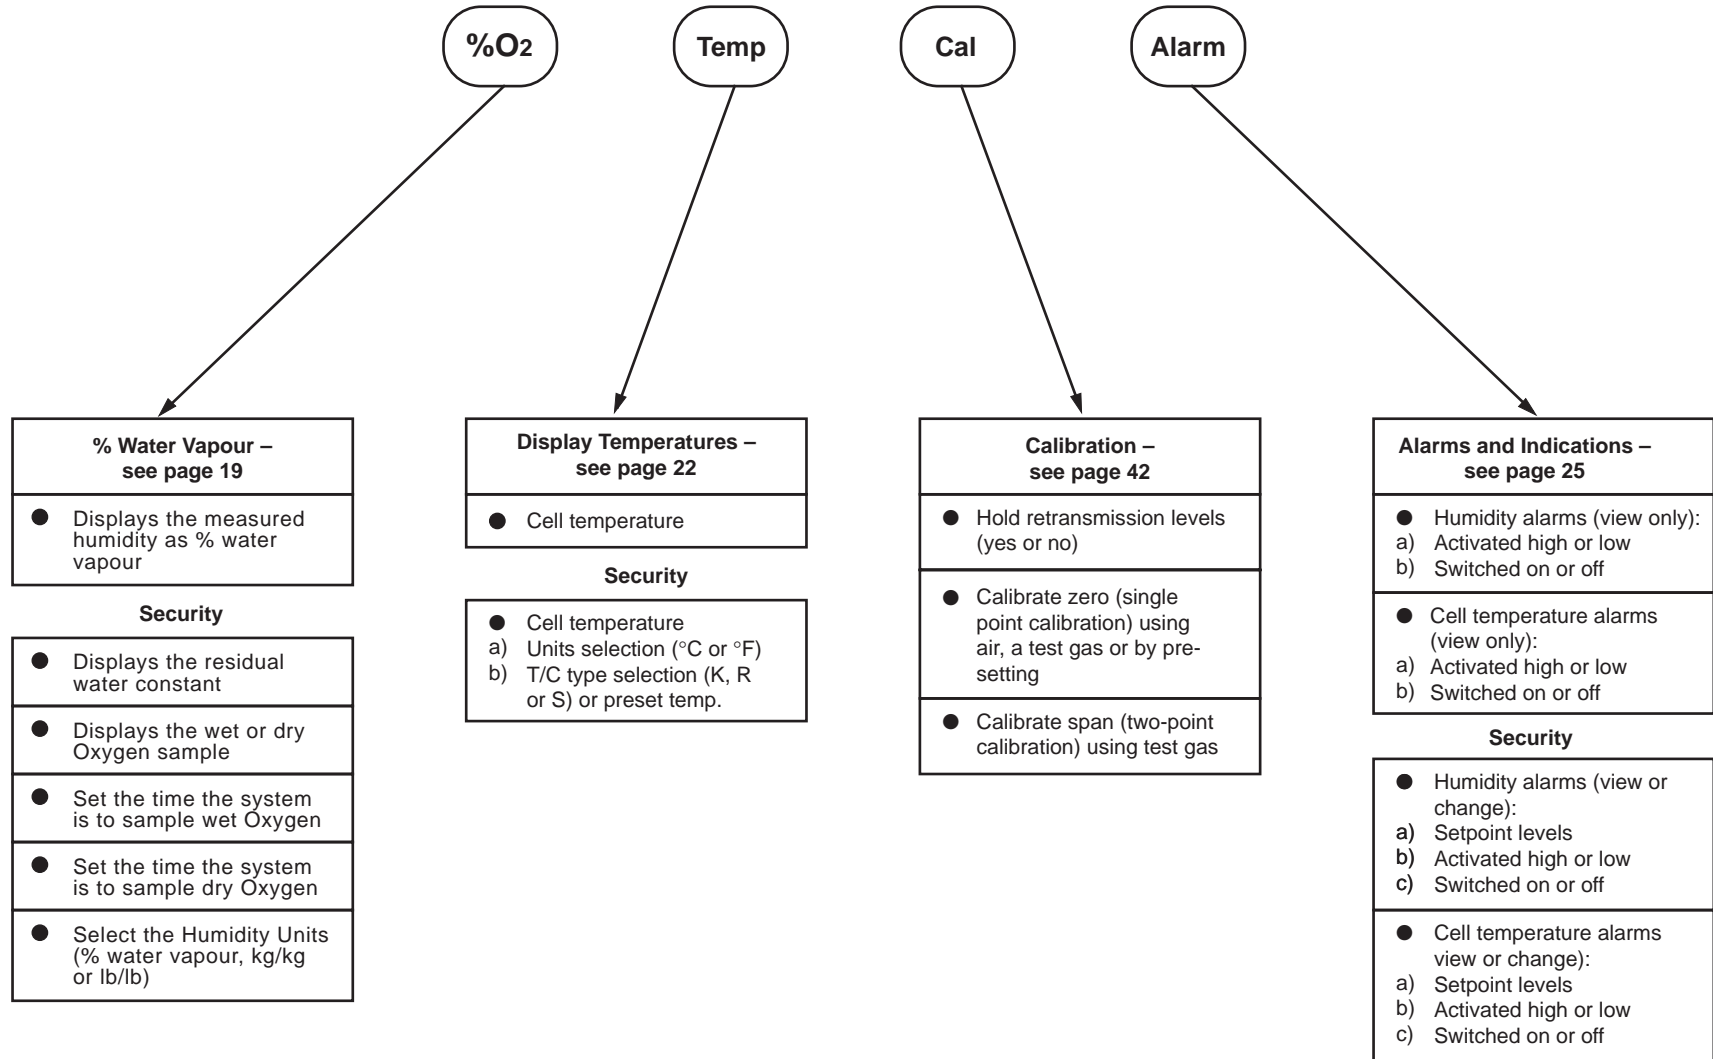 %O2
Temp
Cal
Alarm
% Water Vapour –
see page 19
● Displays the measured
humidity as % water
vapour
Security
● Displays the residual
water constant
● Displays the wet or dry
Oxygen sample
● Set the time the system
is to sample wet Oxygen
● Set the time the system
is to sample dry Oxygen
● Select the Humidity Units
(% water vapour, kg/kg
or lb/lb)
Display Temperatures –
see page 22
● Cell temperature
Security
● Cell temperature
a) Units selection (°C or °F)
b) T/C type selection (K, R
or S) or preset temp.
Calibration –
see page 42
● Hold retransmission levels
(yes or no)
● Calibrate zero (single
point calibration) using
air, a test gas or by pre-
setting
● Calibrate span (two-point
calibration) using test gas
Alarms and Indications –
see page 25
● Humidity alarms (view only):
a) Activated high or low
b) Switched on or off
● Cell temperature alarms
(view only):
a) Activated high or low
b) Switched on or off
Security
● Humidity alarms (view or
change):
a) Setpoint levels
b) Activated high or low
c) Switched on or off
● Cell temperature alarms
view or change):
a) Setpoint levels
b) Activated high or low
c) Switched on or off